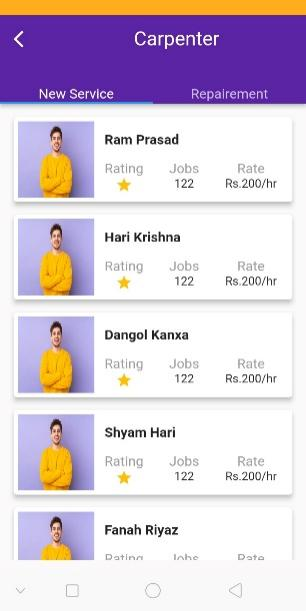 Carpenter
New Service Repairement
Ram Prasad
Rating Jobs Rate
122 Rs.200/hr
Hari Krishna
Rating Jobs Rate
122 Rs.200/hr
Dangol Kanxa
Rating Jobs Rate
122 Rs.200/hr
Shyam Hari
Rating Jobs Rate
122 Rs.200/hr
Fanah Riyaz
Rating Jobs Rate